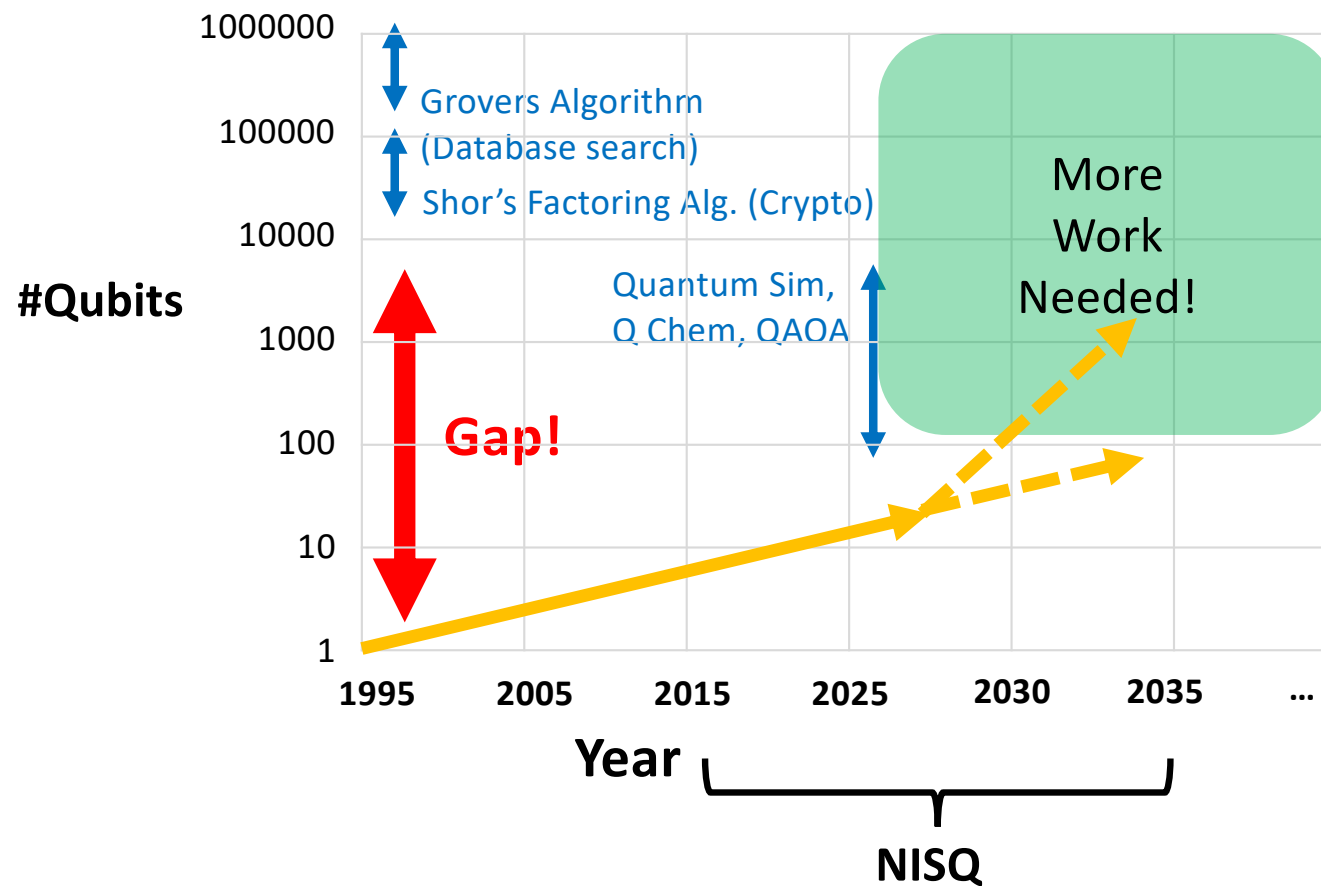 1000000
100000
10000
1000
100
10
1
#Qubits
Grovers Algorithm
(Database search)
Shor’s Factoring Alg. (Crypto)
Gap!
Quantum Sim,
Q Chem, QAOA
More
Work
Needed!
1995 2005 2015 2025 2030 2035 ...
Year
NISQ